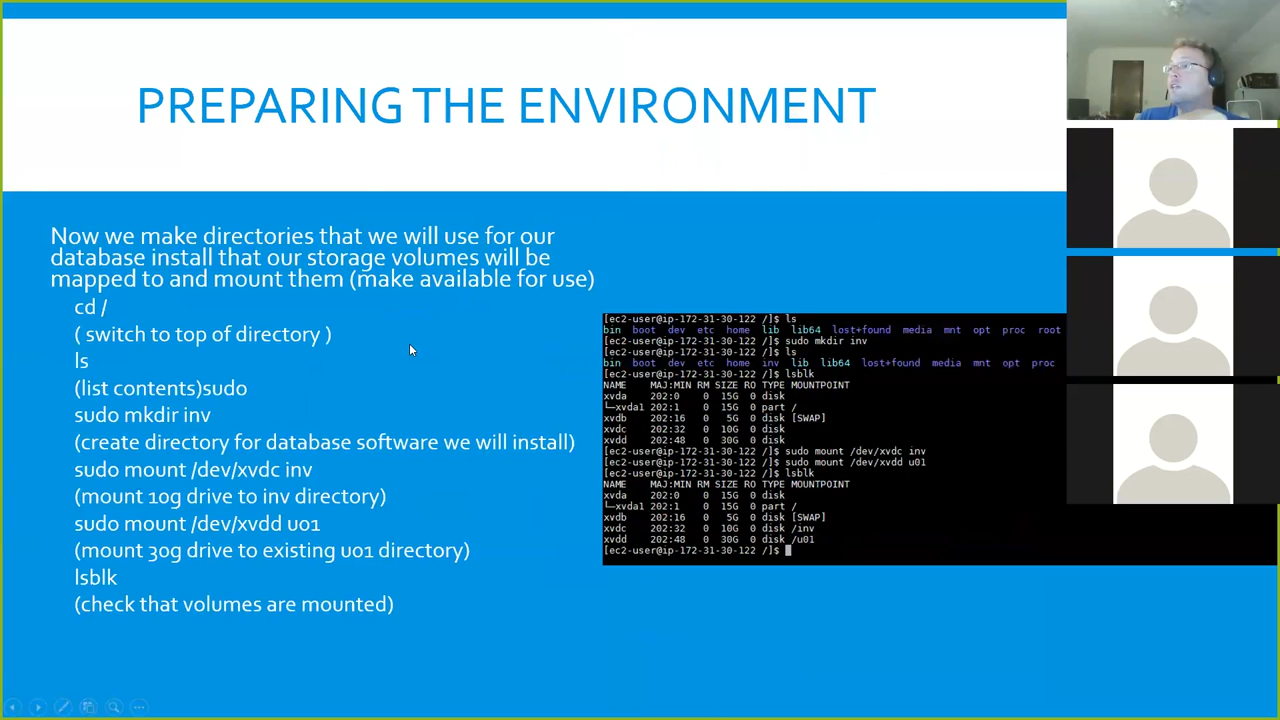 PREPARING THE ENVIRONMENT
Now we make directories that we will use for our
database install that our storage volumes will be
mapped to and mount them (make available for use)
cd /
( switch to top of directory )
ls
(list contents)sudo
sudo mkdir inv
(create directory for database software we will install)
sudo mount /dev/xvdc inv
(mount 10g drive to inv directory)
sudo mount /dev/xvdd u01
(mount 30g drive to existing u01 directory)
lsblk
(check that volumes are mounted)
[ec2-user@ip-172-31-30-122 /]$ ls
bin boot dev etc home lib lib64 lost+found media mnt opt proc root
[ec2-user@ip-172-31-30-122 /]$ sudo mkdir inv
[ec2-user@ip-172-31-30-122 /]$ ls
bin boot dev etc home inv lib lib64 lost+found media mnt opt proc
[ec2-user@ip-172-31-30-122 /]$ lsblk
NAME MAJ:MIN RM SIZE RO TYPE MOUNTPOINT
xvda 202:0 0 15G 0 disk
└─xvda1 202:1 0 15G 0 part /
xvdb 202:16 0 5G 0 disk [SWAP]
xvdc 202:32 0 10G 0 disk
xvdd 202:48 0 30G 0 disk
[ec2-user@ip-172-31-30-122 /]$ sudo mount /dev/xvdc inv
[ec2-user@ip-172-31-30-122 /]$ sudo mount /dev/xvdd u01
[ec2-user@ip-172-31-30-122 /]$ lsblk
NAME MAJ:MIN RM SIZE RO TYPE MOUNTPOINT
xvda 202:0 0 15G 0 disk
└─xvda1 202:1 0 15G 0 part /
xvdb 202:16 0 5G 0 disk [SWAP]
xvdc 202:32 0 10G 0 disk /inv
xvdd 202:48 0 30G 0 disk /u01
[ec2-user@ip-172-31-30-122 /]$